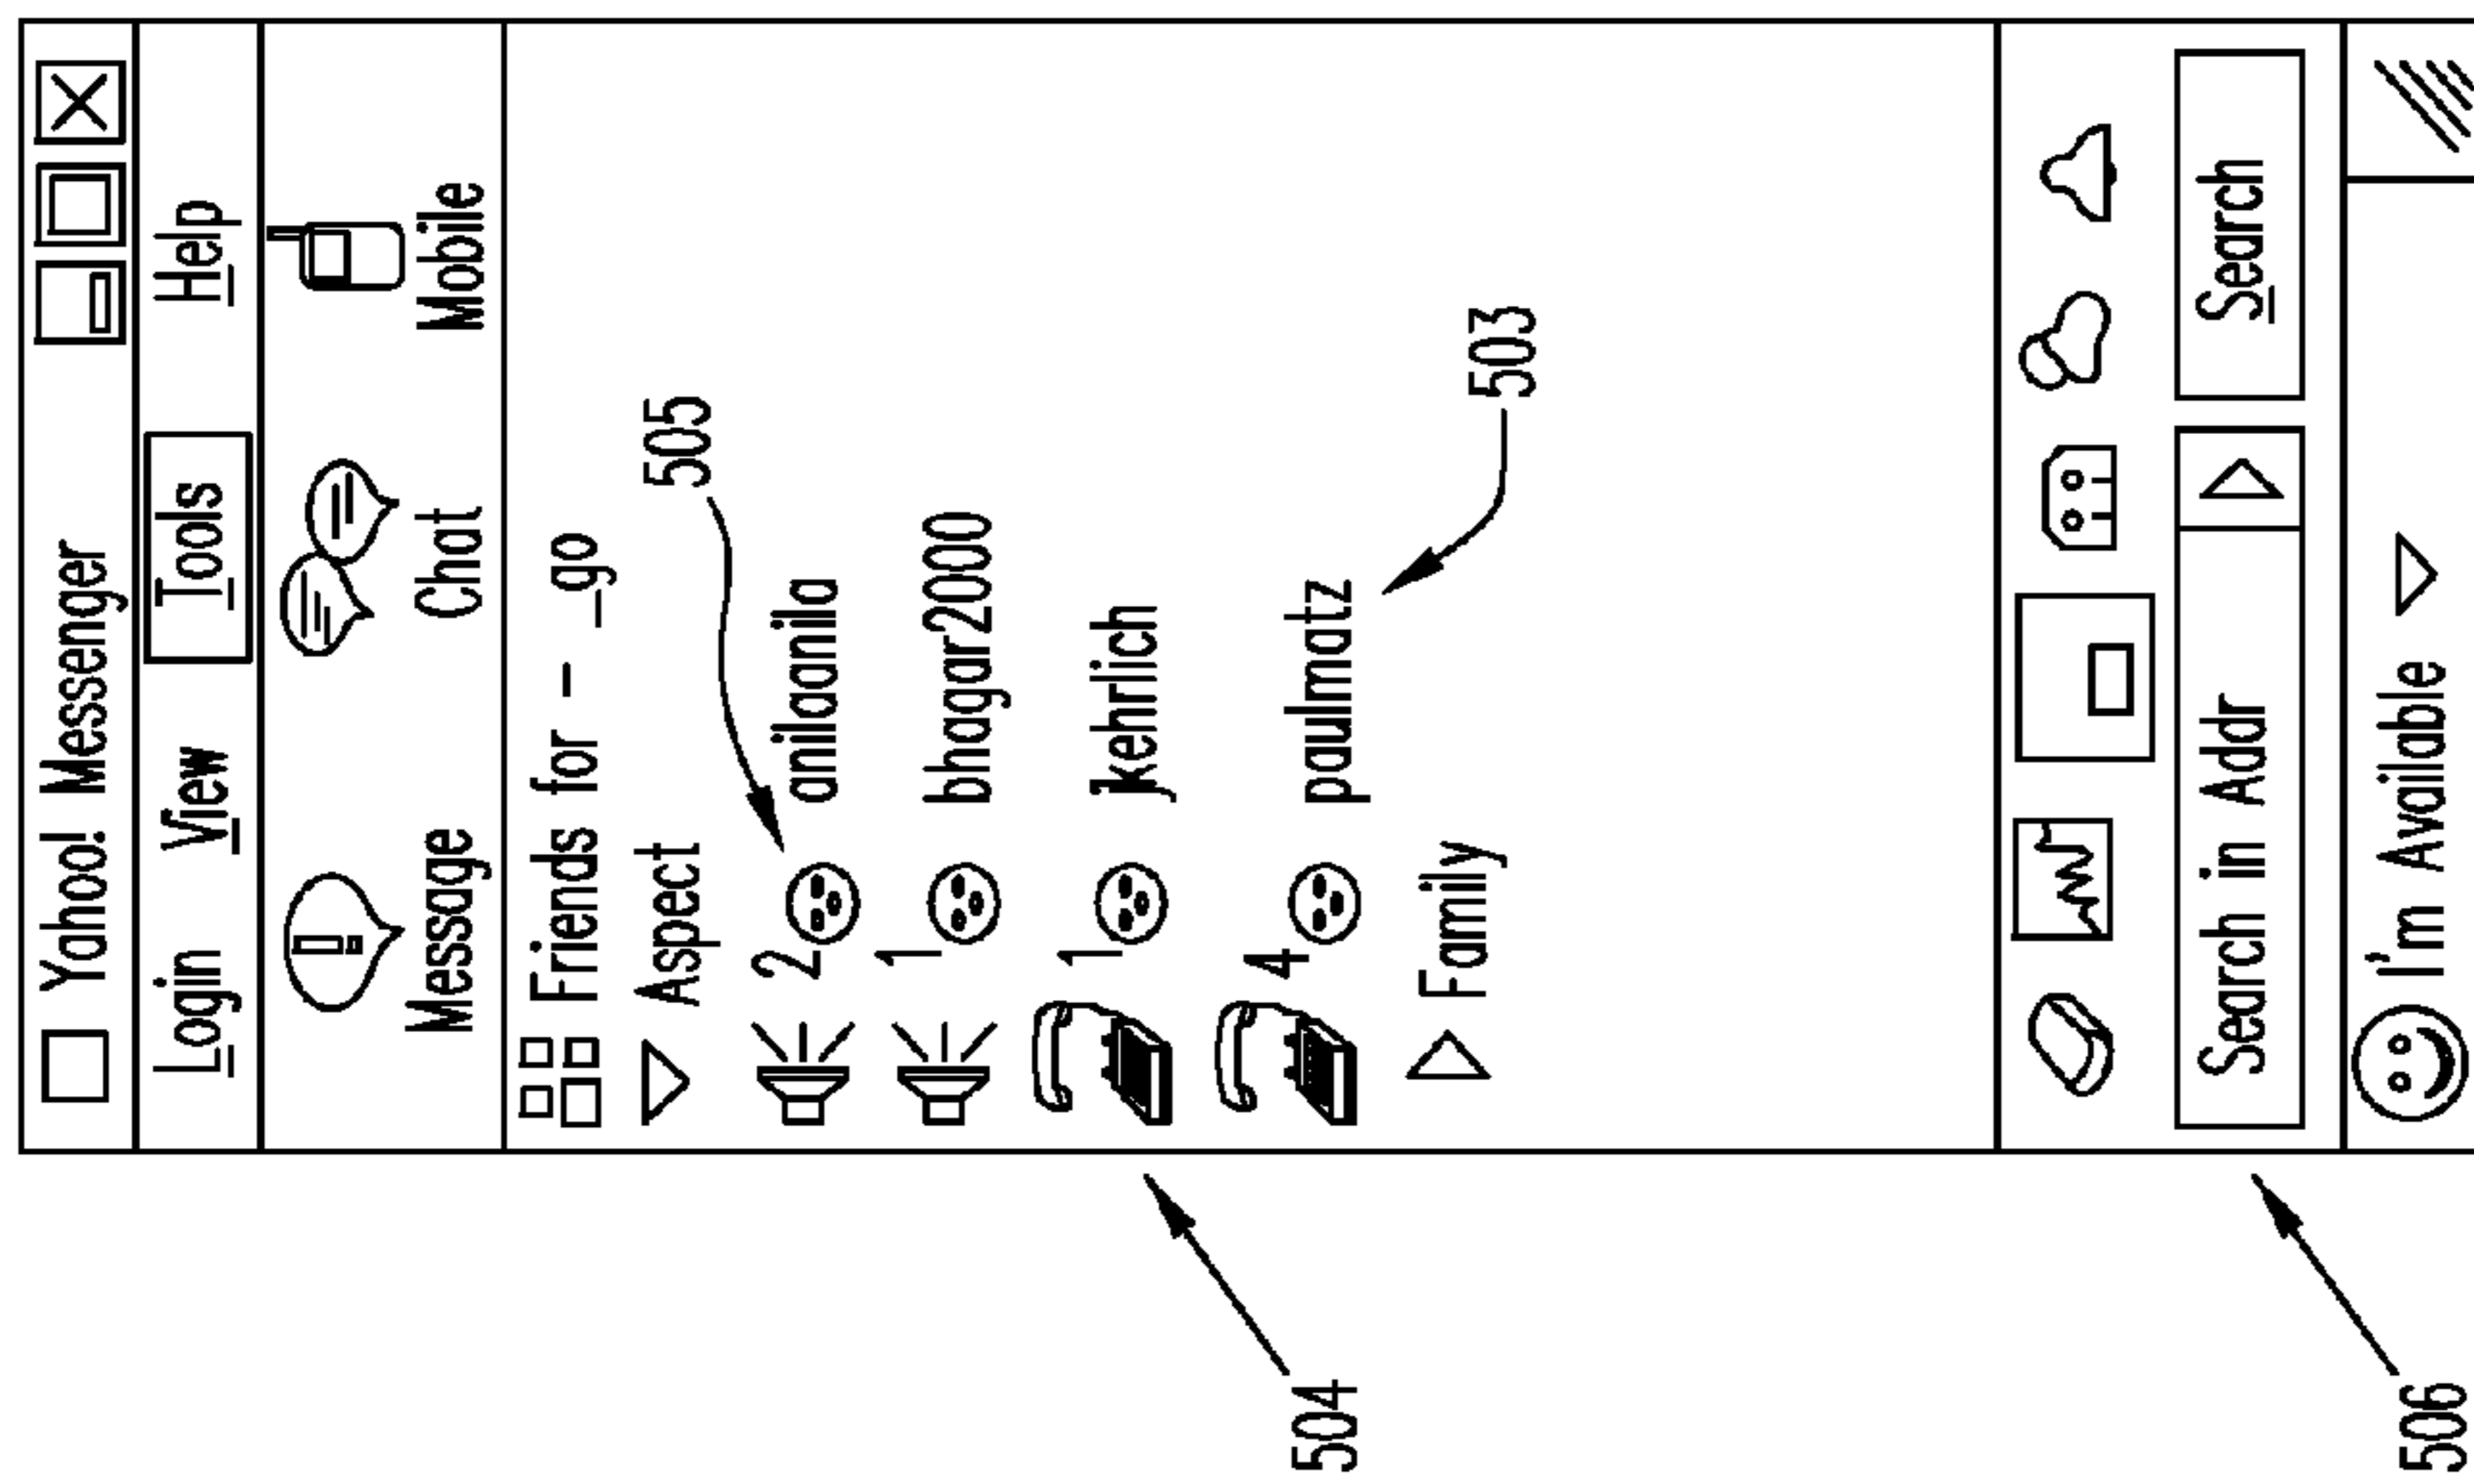 Yahoo! Messenger
Login View Tools Help
Message Chat Mobile
Friends for - _go
505
Aspect
2 anilaanila
1 bhagar2000
1 jkehrlich
4 paulmatz
503
Family
504
Search in Addr Search
I'm Available
506